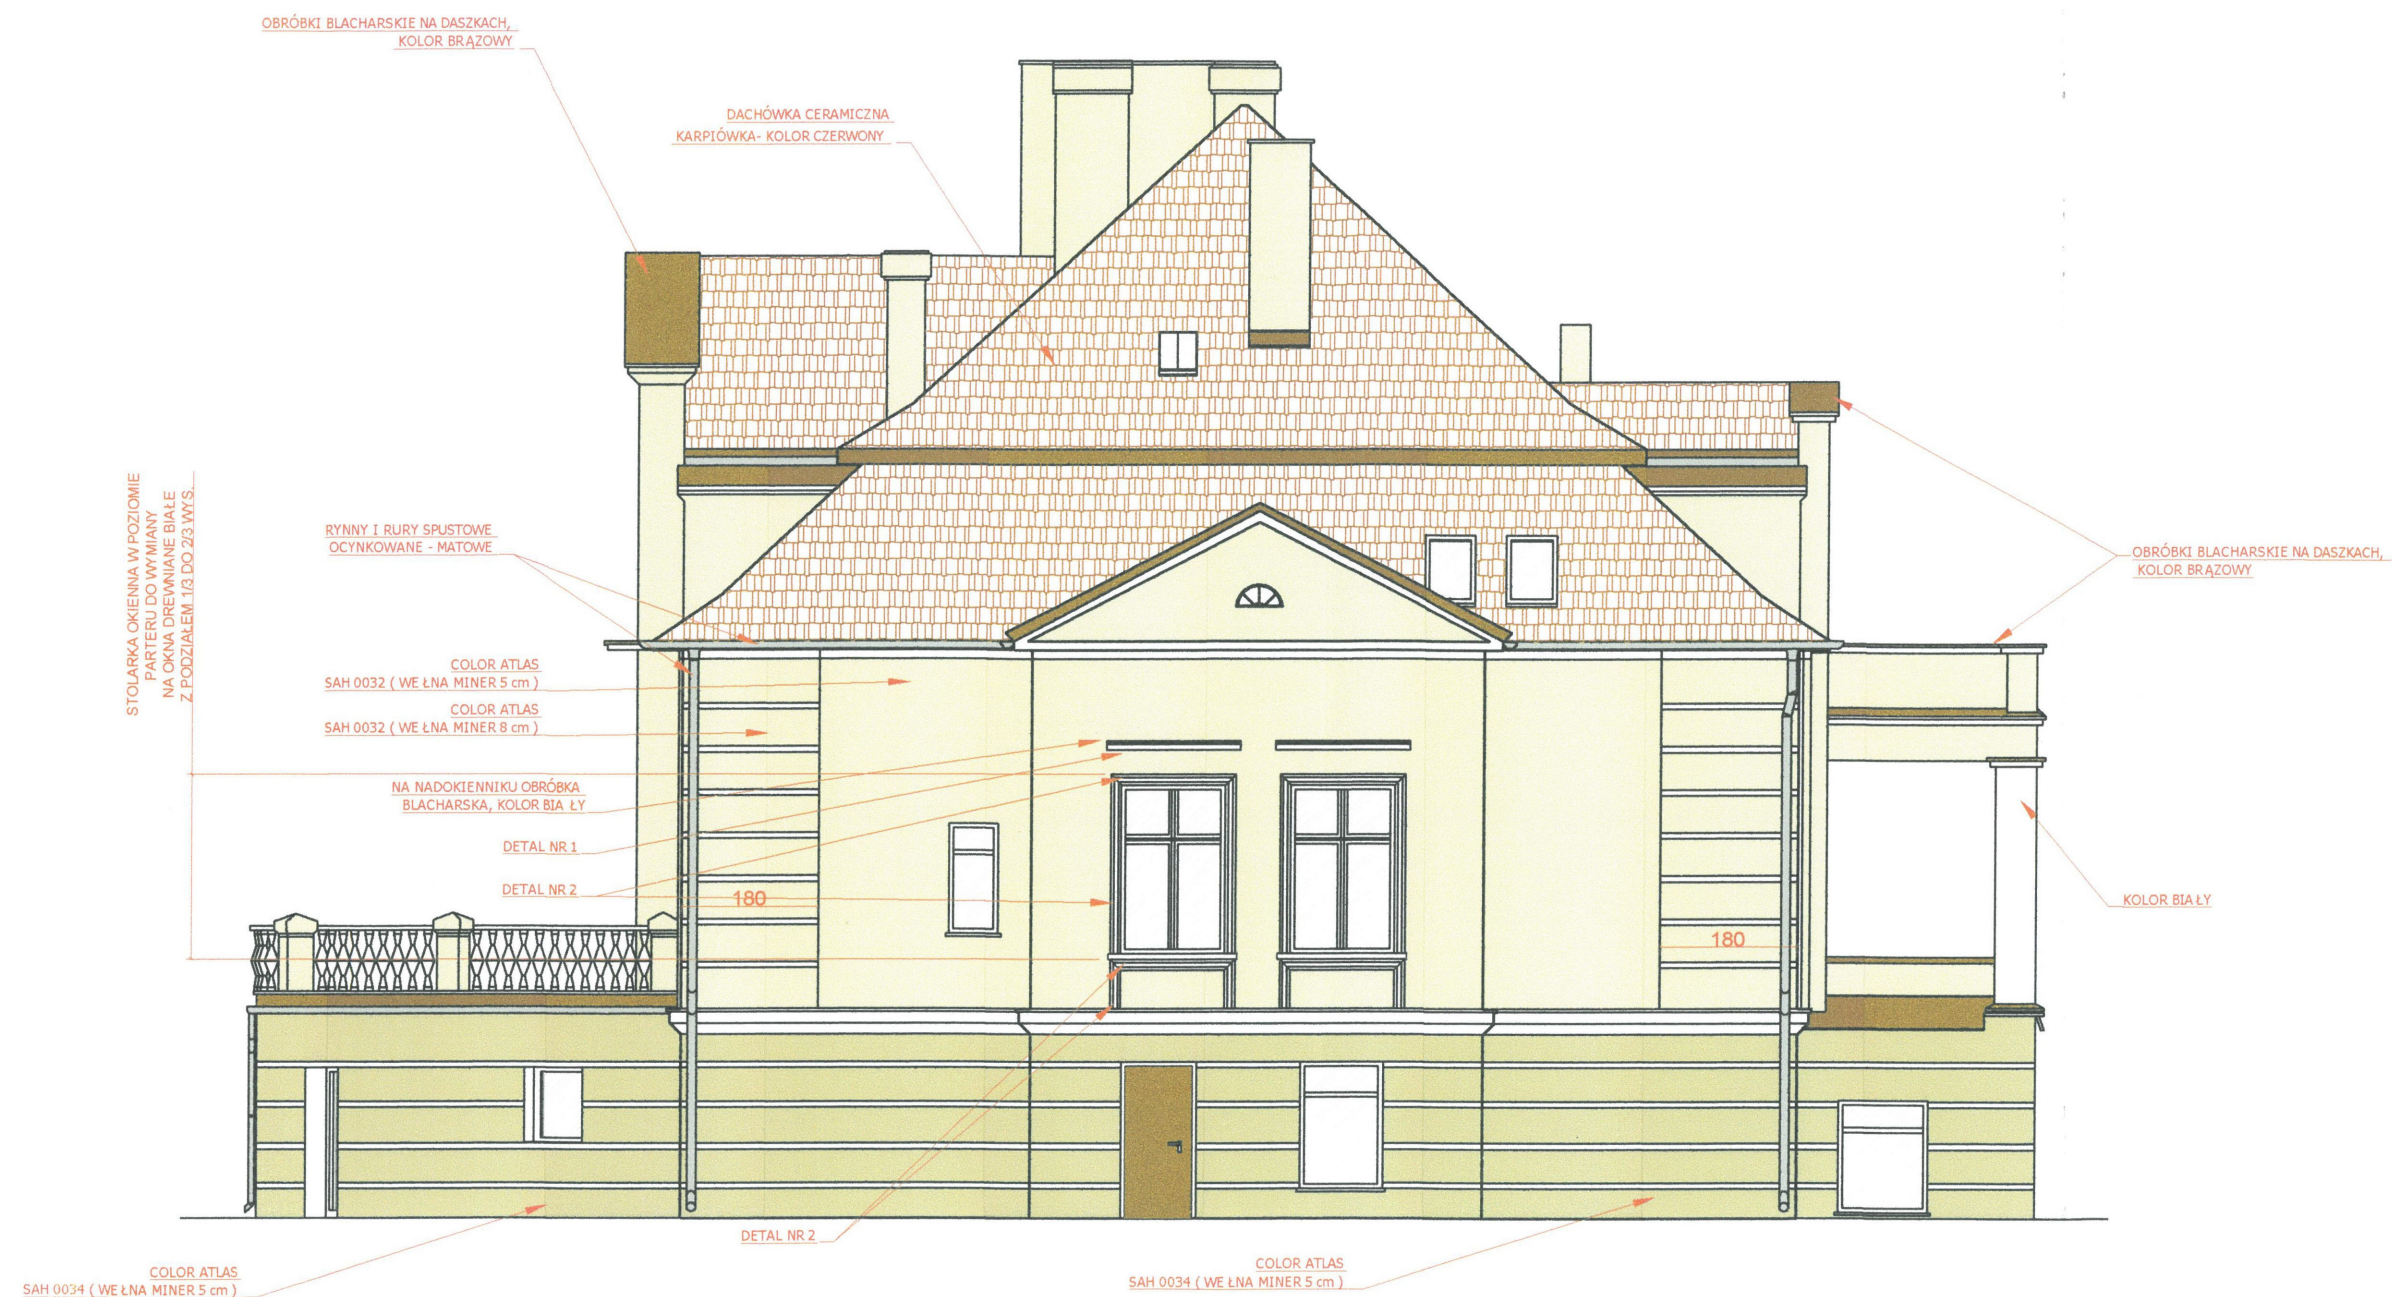 OBRÓBKI BLACHARSKIE NA DASZKACH,
KOLOR BRĄZOWY
DACHÓWKA CERAMICZNA
KARPIÓWKA- KOLOR CZERWONY
STOLARKA OKIENNA W POZIOMIE
PARTERU DO WYMIANY
NA OKNA DREWNIANE BIAŁE
Z PODZIAŁEM 1/3 DO 2/3 WYS.
RYNNY I RURY SPUSTOWE
OCYNKOWANE - MATOWE
OBRÓBKI BLACHARSKIE NA DASZKACH,
KOLOR BRĄZOWY
COLOR ATLAS
SAH 0032 ( WE ŁNA MINER 5 cm )
COLOR ATLAS
SAH 0032 ( WE ŁNA MINER 8 cm )
NA NADOKIENNIKU OBRÓBKA
BLACHARSKA, KOLOR BIA ŁY
DETAL NR 1
DETAL NR 2
180
KOLOR BIA ŁY
180
DETAL NR 2
COLOR ATLAS
SAH 0034 ( WE ŁNA MINER 5 cm )
COLOR ATLAS
SAH 0034 ( WE ŁNA MINER 5 cm )